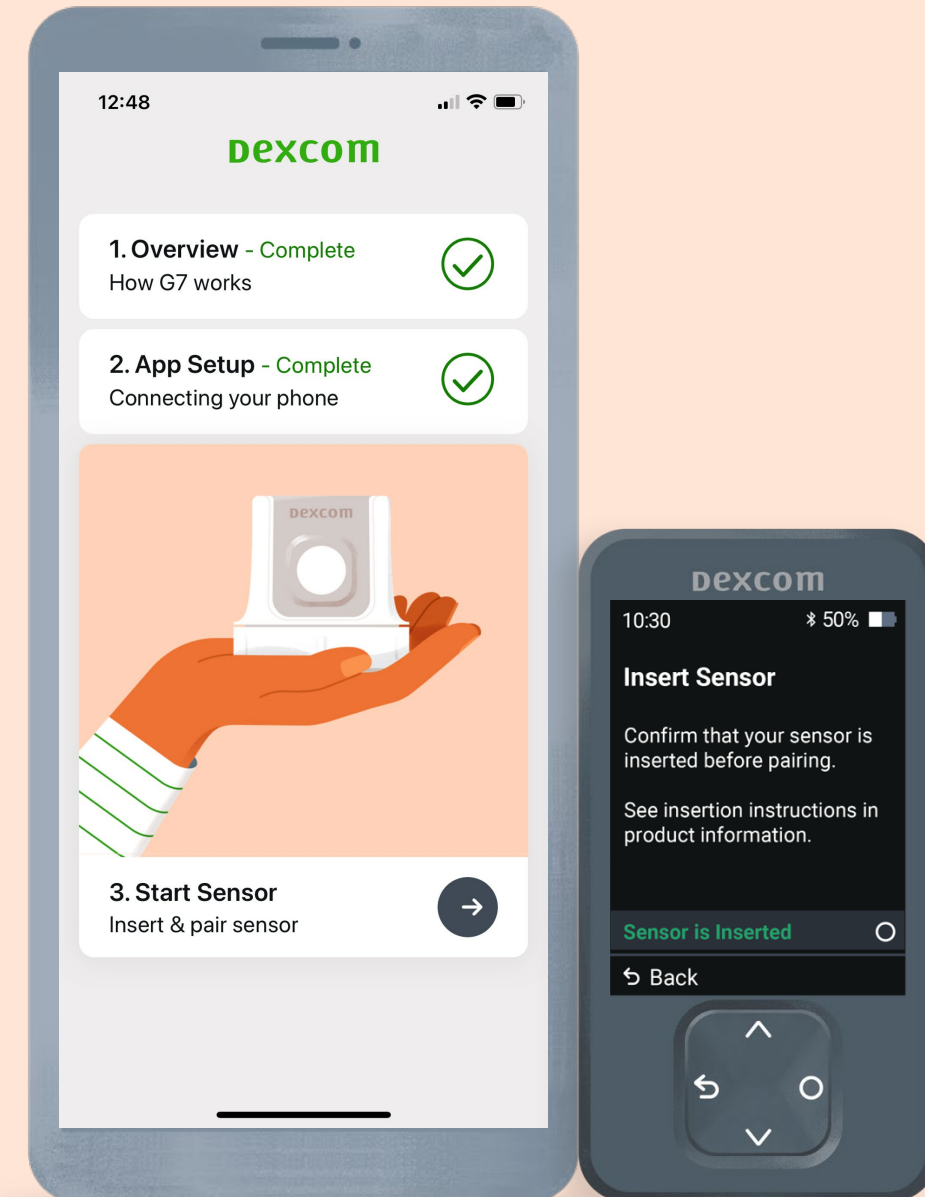 12:48
Dexcom
1. Overview - Complete
How G7 works
2. App Setup - Complete
Connecting your phone
Dexcom
3. Start Sensor
Insert & pair sensor
Dexcom
10:30 50%
Insert Sensor
Confirm that your sensor is
inserted before pairing.
See insertion instructions in
product information.
Sensor is Inserted
Back